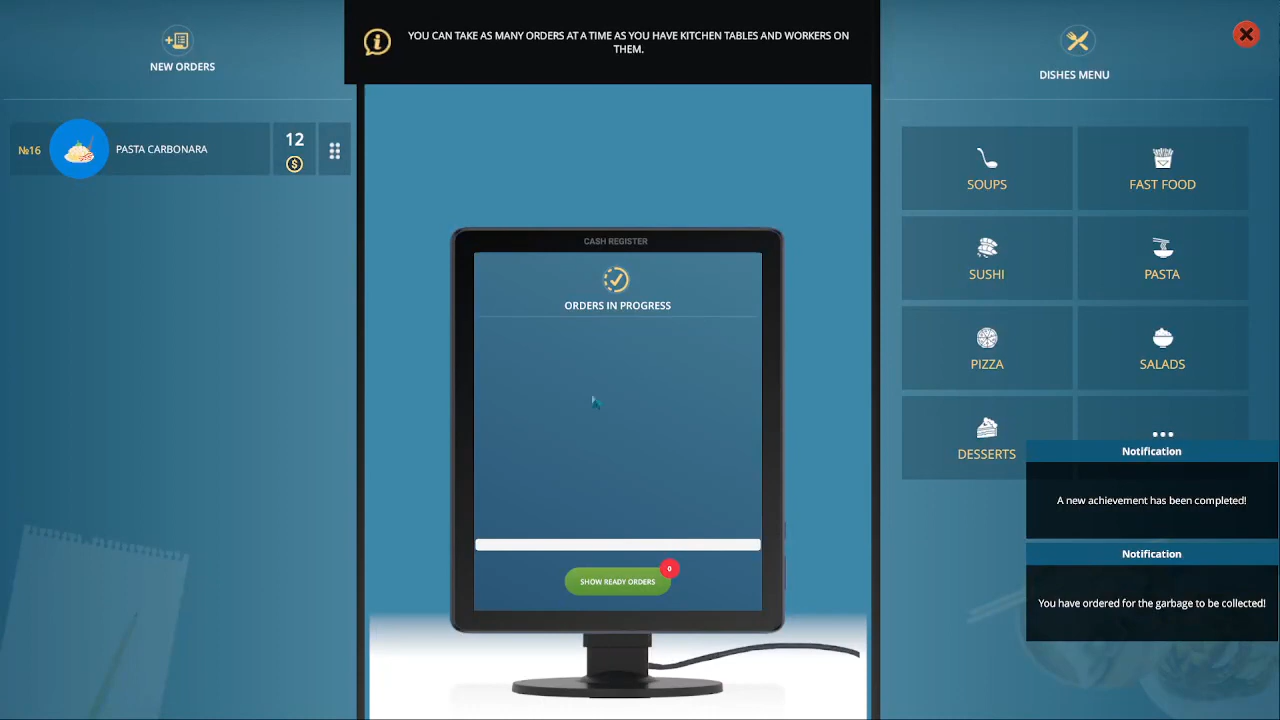 NEW ORDERS
№16
PASTA CARBONARA
12
$
YOU CAN TAKE AS MANY ORDERS AT A TIME AS YOU HAVE KITCHEN TABLES AND WORKERS ON
THEM.
CASH REGISTER
ORDERS IN PROGRESS
SHOW READY ORDERS
0
DISHES MENU
SOUPS
FAST FOOD
SUSHI
PASTA
PIZZA
SALADS
DESSERTS
Notification
A new achievement has been completed!
Notification
You have ordered for the garbage to be collected!